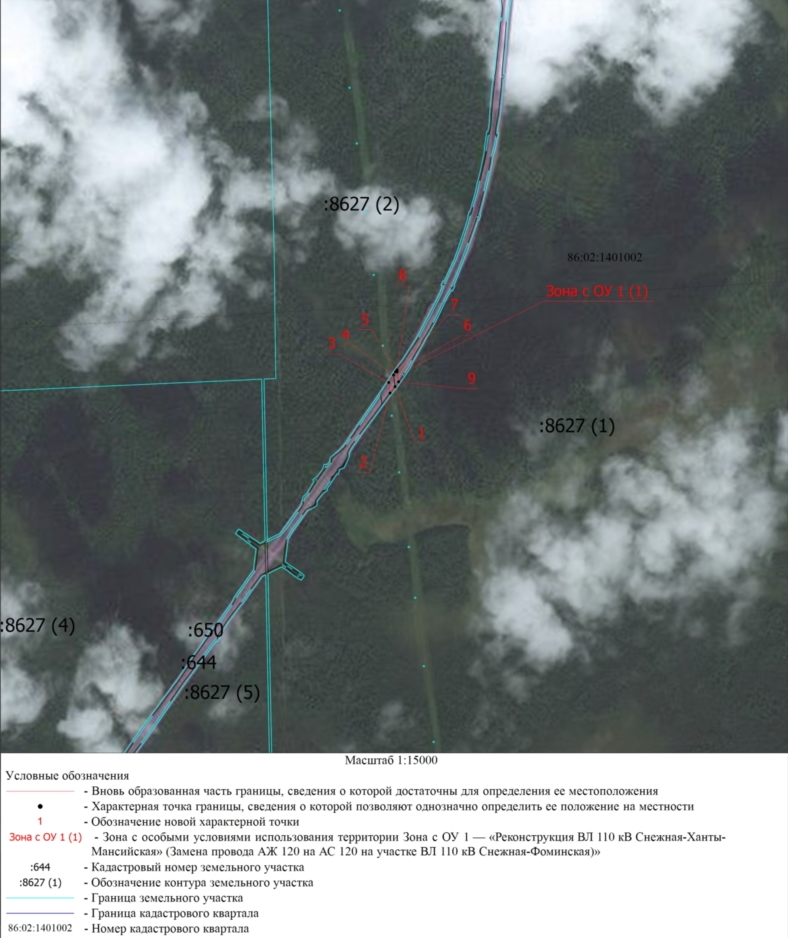 :8627 (2)
86:02:1401002
8
Зона с ОУ 1 (1)
7
5
6
4
3
9
:8627 (1)
1
2
:8627 (4)
:650
:644
:8627 (5)
Масштаб 1:15000
Условные обозначения
- Вновь образованная часть границы, сведения о которой достаточны для определения ее местоположения
- Характерная точка границы, сведения о которой позволяют однозначно определить ее положение на местности
1 - Обозначение новой характерной точки
Зона с ОУ 1 (1) - Зона с особыми условиями использования территории Зона с ОУ 1 — «Реконструкция ВЛ 110 кВ Снежная-Ханты-
Мансийская» (Замена провода АЖ 120 на АС 120 на участке ВЛ 110 кВ Снежная-Фоминская)»
:644 - Кадастровый номер земельного участка
:8627 (1) - Обозначение контура земельного участка
- Граница земельного участка
- Граница кадастрового квартала
86:02:1401002 - Номер кадастрового квартала